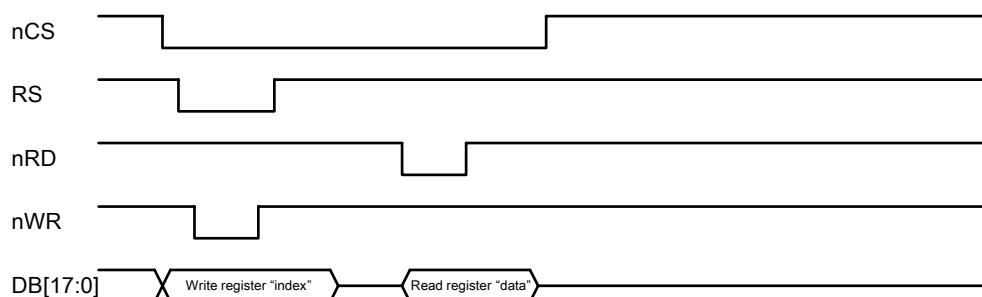 nCS
RS
nRD
nWR
DB[17:0] Write register “index” Read register “data”